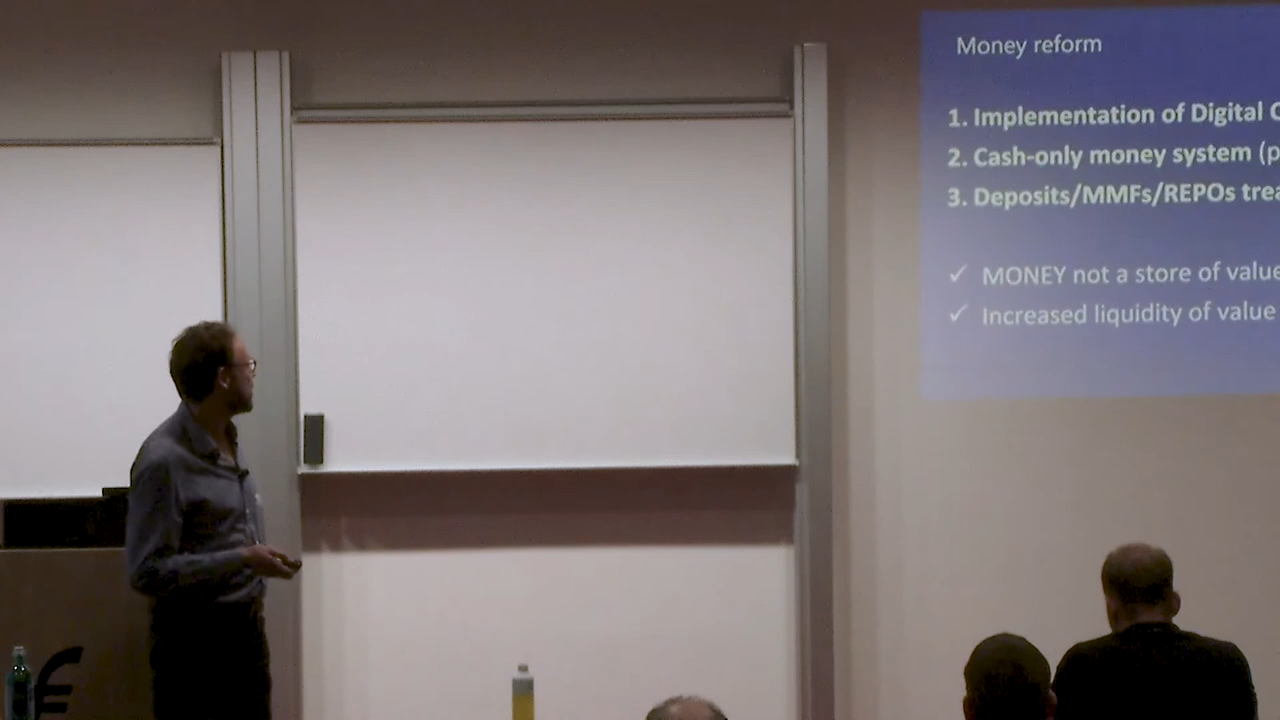 Money reform
1. Implementation of Digital
2. Cash-only money system
3. Deposits/MMFs/REPOs
✓ MONEY not a store of value
✓ Increased liquidity of value